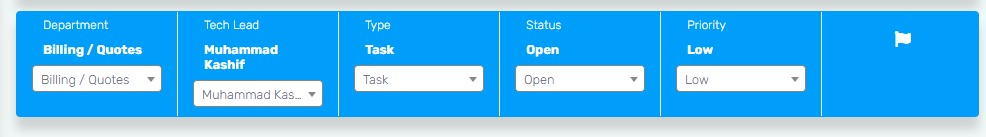 Department
Billing / Quotes
Billing / Quotes
Tech Lead
Muhammad
Kashif
Muhammad Kas...
Type
Task
Task
Status
Open
Open
Priority
Low
Low